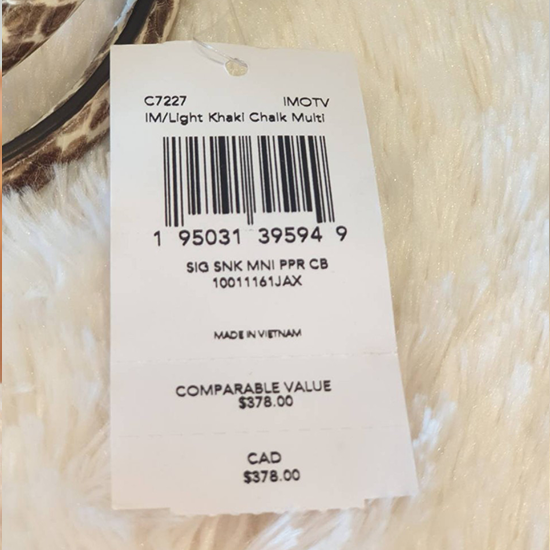 C7227 IMOTV
IM/Light Khaki Chalk Multi
1 95031 39594 9
SIG SNK MNI PPR CB
10011161JAX
MADE IN VIETNAM
COMPARABLE VALUE
$378.00
CAD
$378.00